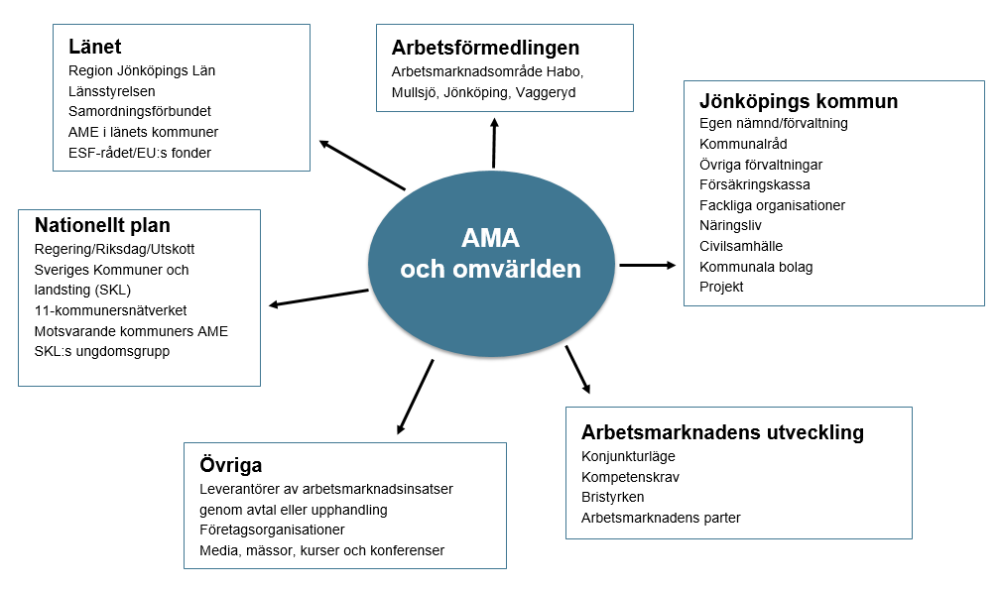 Länet
Region Jönköpings Län
Länsstyrelsen
Samordningsförbundet
AME i länets kommuner
ESF-rådet/EU:s fonder
Arbetsförmedlingen
Arbetsmarknadsområde Habo,
Mullsjö, Jönköping, Vaggeryd
Jönköpings kommun
Egen nämnd/förvaltning
Kommunalråd
Övriga förvaltningar
Försäkringskassa
Fackliga organisationer
Näringsliv
Civilsamhälle
Kommunala bolag
Projekt
AMA
och omvärlden
Nationellt plan
Regering/Riksdag/Utskott
Sveriges Kommuner och
landsting (SKL)
11-kommunersnätverket
Motsvarande kommuners AME
SKL:s ungdomsgrupp
Övriga
Leverantörer av arbetsmarknadsinsatser
genom avtal eller upphandling
Företagsorganisationer
Media, mässor, kurser och konferenser
Arbetsmarknadens utveckling
Konjunkturläge
Kompetenskrav
Bristyrken
Arbetsmarknadens parter